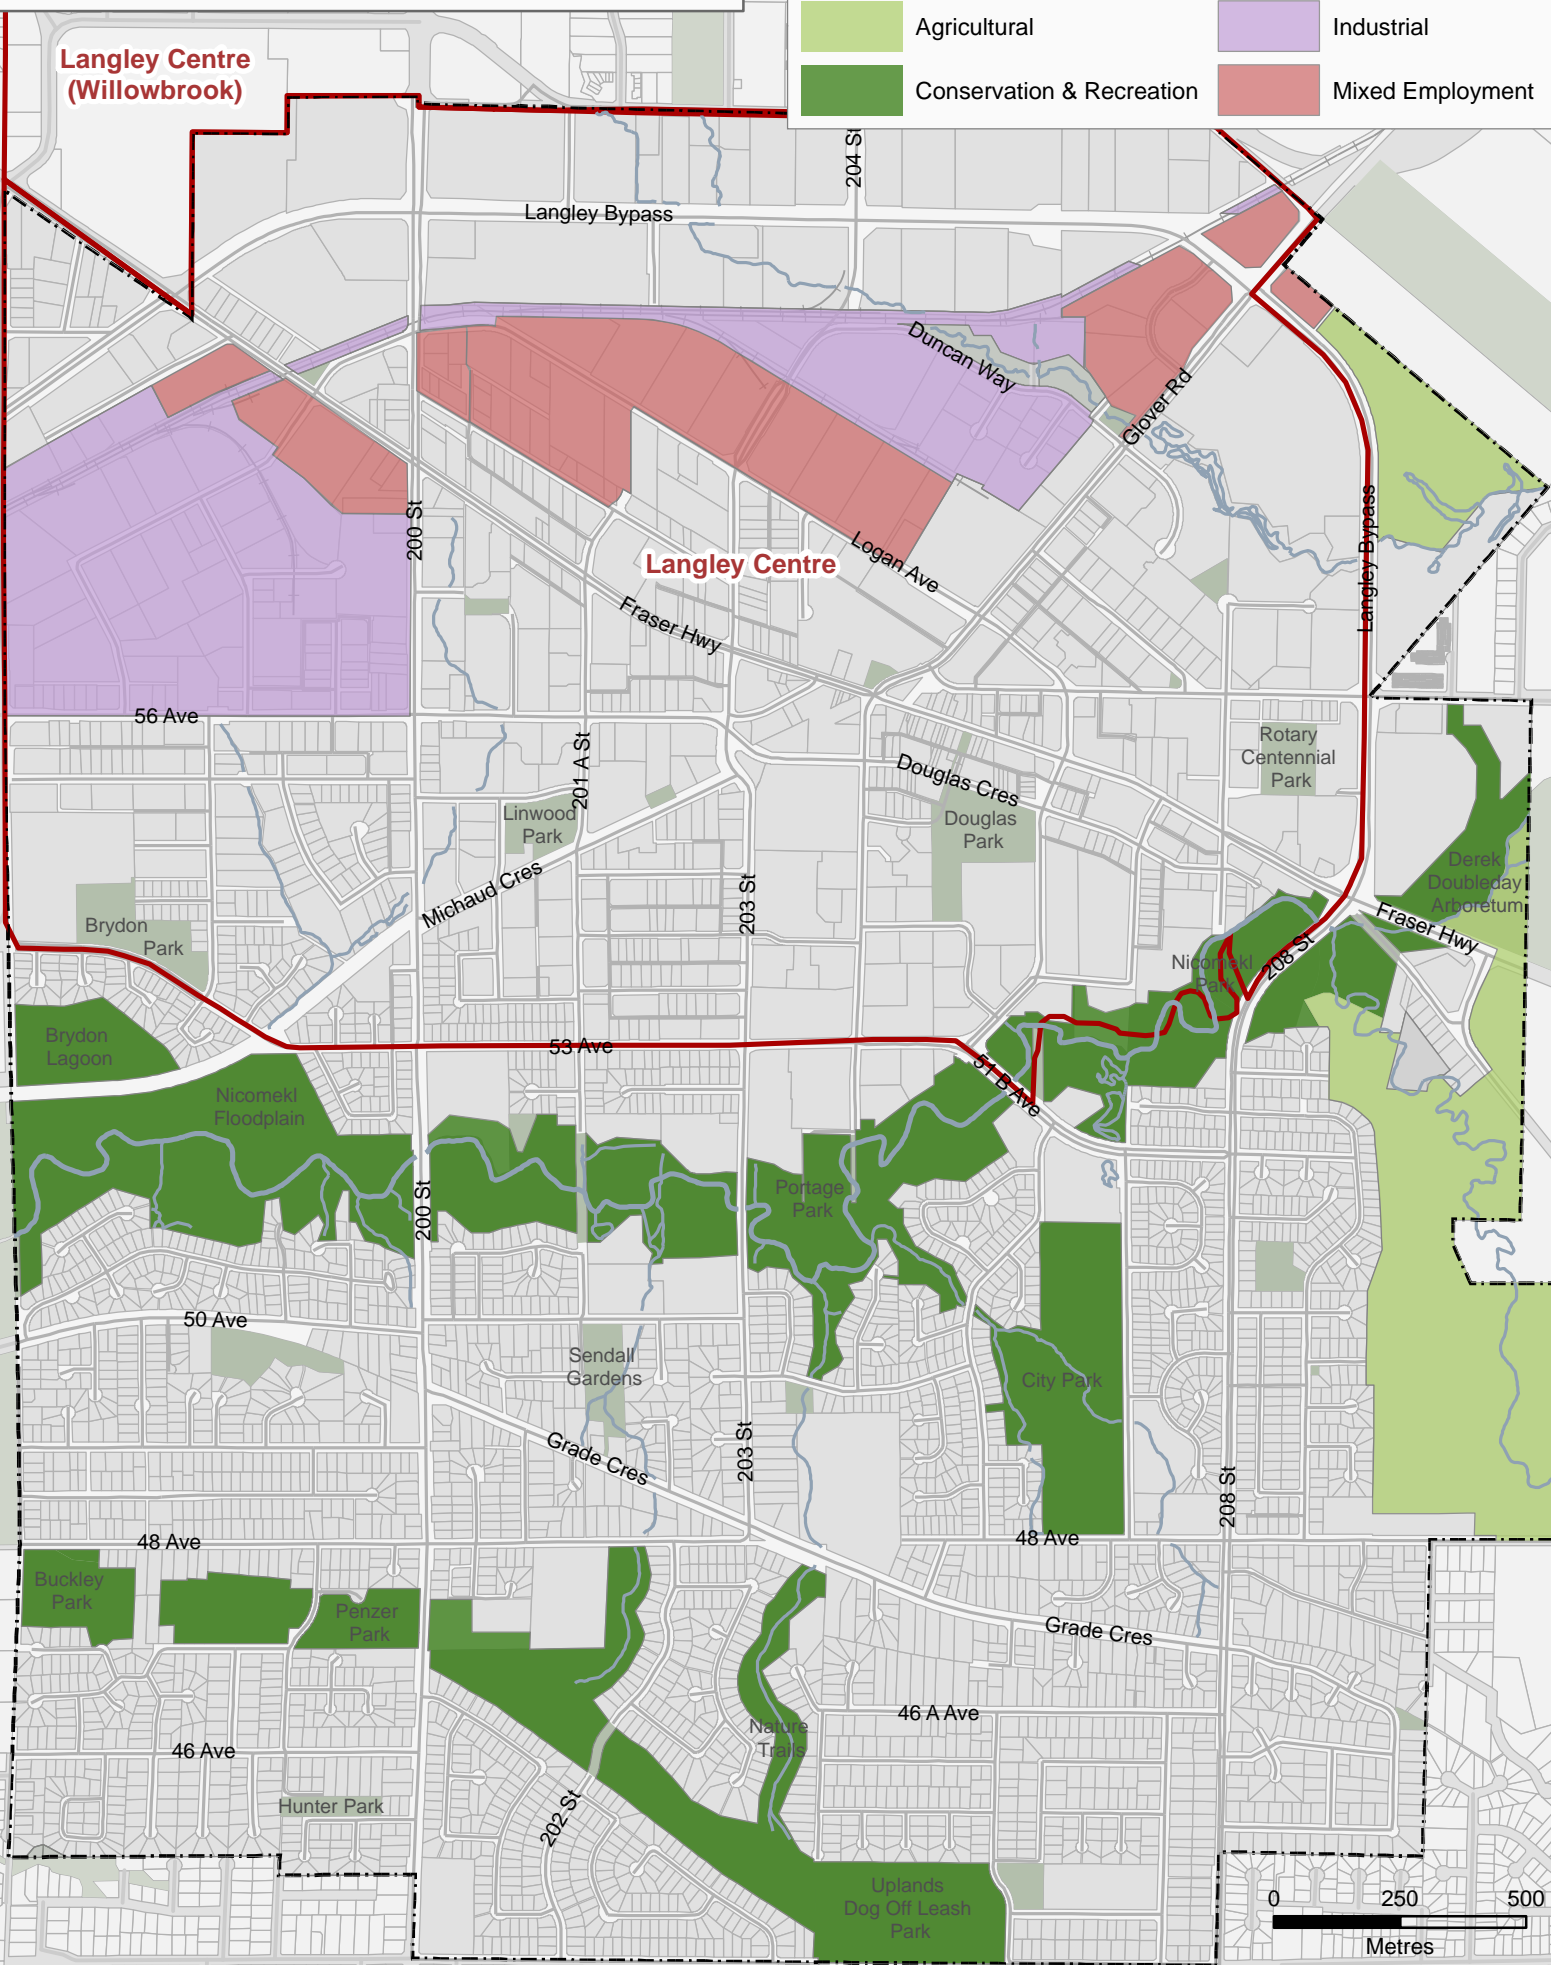 Agricultural
Industrial
Conservation & Recreation
Mixed Employment
Langley Centre
(Willowbrook)
204 St
Langley Bypass
Duncan Way
Glover Rd
200 St
Langley Bypass
Langley Centre
Logan Ave
Fraser Hwy
56 Ave
201 A St
Rotary
Centennial
Park
Douglas Cres
Linwood
Park
Douglas
Park
Derek
Doubleday
Arboretum
Michaud Cres
203 St
Brydon
Park
Fraser Hwy
Nicomekl
Park
208 St
Brydon
Lagoon
53 Ave
51 B Ave
Nicomekl
Floodplain
200 St
Portage
Park
50 Ave
Sendall
Gardens
City Park
203 St
Grade Cres
208 St
48 Ave
48 Ave
Buckley
Park
Penzer
Park
Grade Cres
46 A Ave
Nature
Trails
46 Ave
Hunter Park
202 St
Uplands
Dog Off Leash
Park
0 250 500
Metres